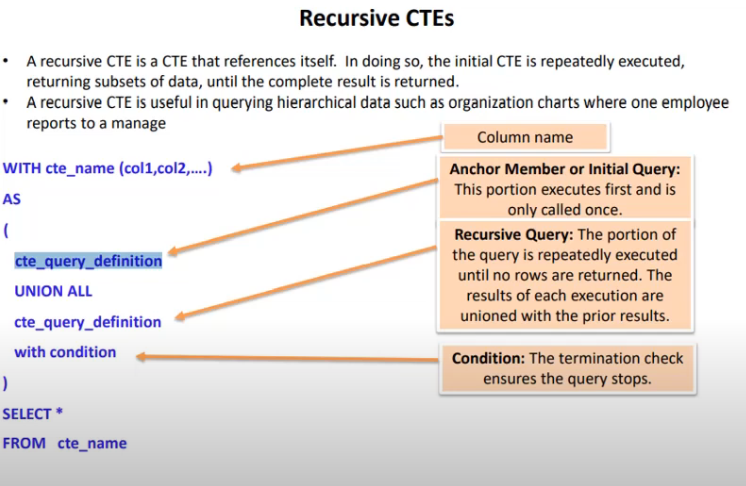 Recursive CTEs
• A recursive CTE is a CTE that references itself. In doing so, the initial CTE is repeatedly executed,
returning subsets of data, until the complete result is returned.
• A recursive CTE is useful in querying hierarchical data such as organization charts where one employee
reports to a manage
Column name
WITH cte_name (col1,col2,....)
AS
(
cte_query_definition
UNION ALL
cte_query_definition
with condition
)
SELECT *
FROM cte_name
Anchor Member or Initial Query:
This portion executes first and is
only called once.
Recursive Query: The portion of
the query is repeatedly executed
until no rows are returned. The
results of each execution are
unioned with the prior results.
Condition: The termination check
ensures the query stops.